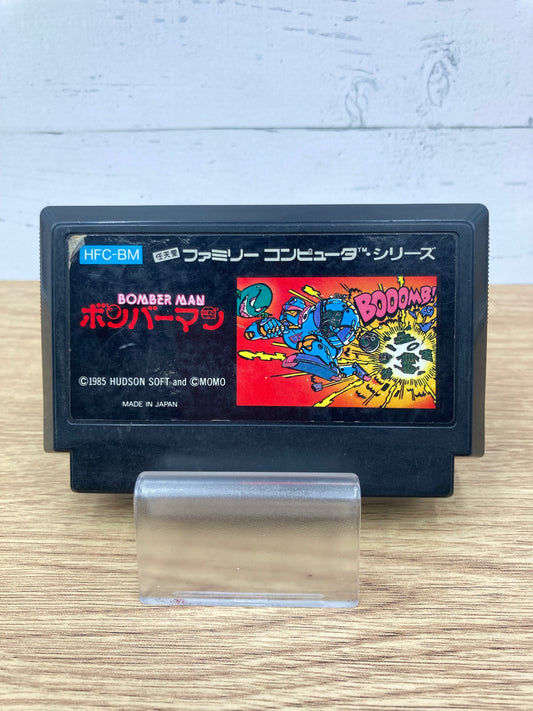 HFC-BM
任天堂 ファミリー コンピュータ™・シリーズ
BOMBER MAN
ボンバーマン
BOOOMB!
©1985 HUDSON SOFT and ©MOMO
MADE IN JAPAN